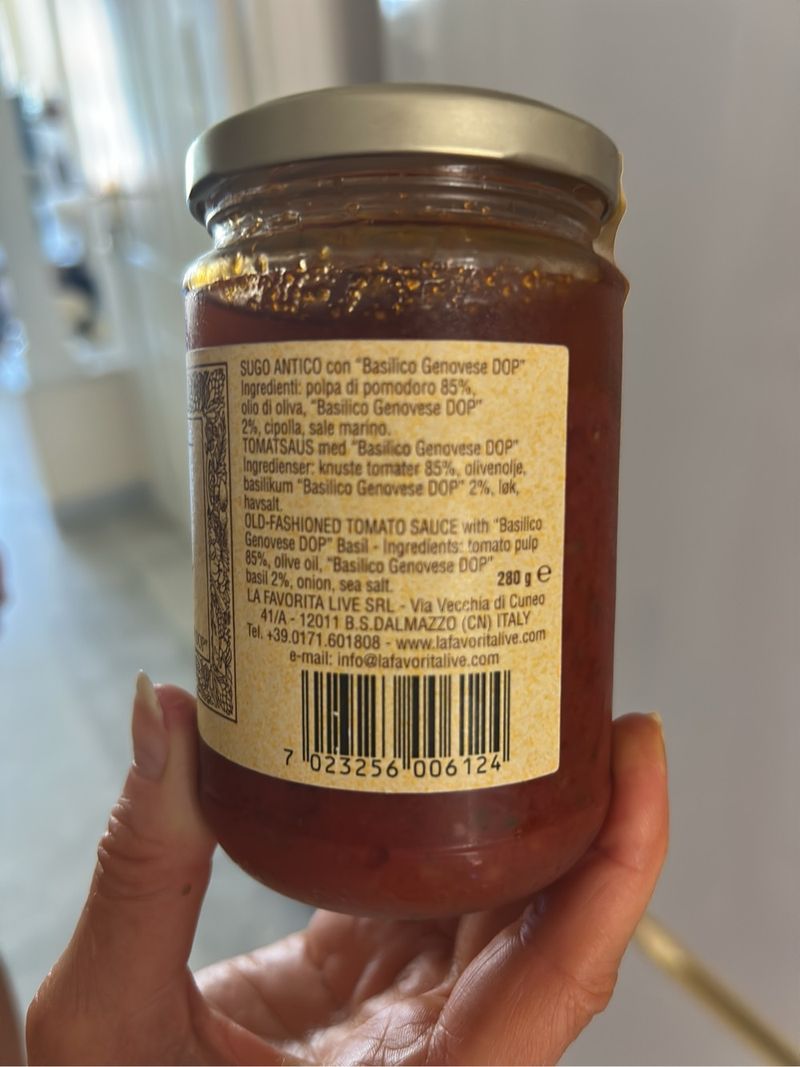 SUGO ANTICO con "Basilico Genovese DOP"
Ingredienti: polpa di pomodoro 85%,
olio di oliva, "Basilico Genovese DOP"
2%, cipolla, sale marino.
TOMATSAUS med "Basilico Genovese DOP"
Ingredienser: knuste tomater 85%, olivenolje,
basilikum "Basilico Genovese DOP" 2%, løk,
havsalt.
OLD-FASHIONED TOMATO SAUCE with "Basilico
Genovese DOP" Basil - Ingredients: tomato pulp
85%, olive oil, "Basilico Genovese DOP"
basil 2%, onion, sea salt.
280 g ℮
LA FAVORITA LIVE SRL - Via Vecchia di Cuneo
41/A - 12011 B.S.DALMAZZO (CN) ITALY
Tel. +39.0171.601808 - www.lafavoritalive.com
e-mail: info@lafavoritalive.com
7 023256 006124